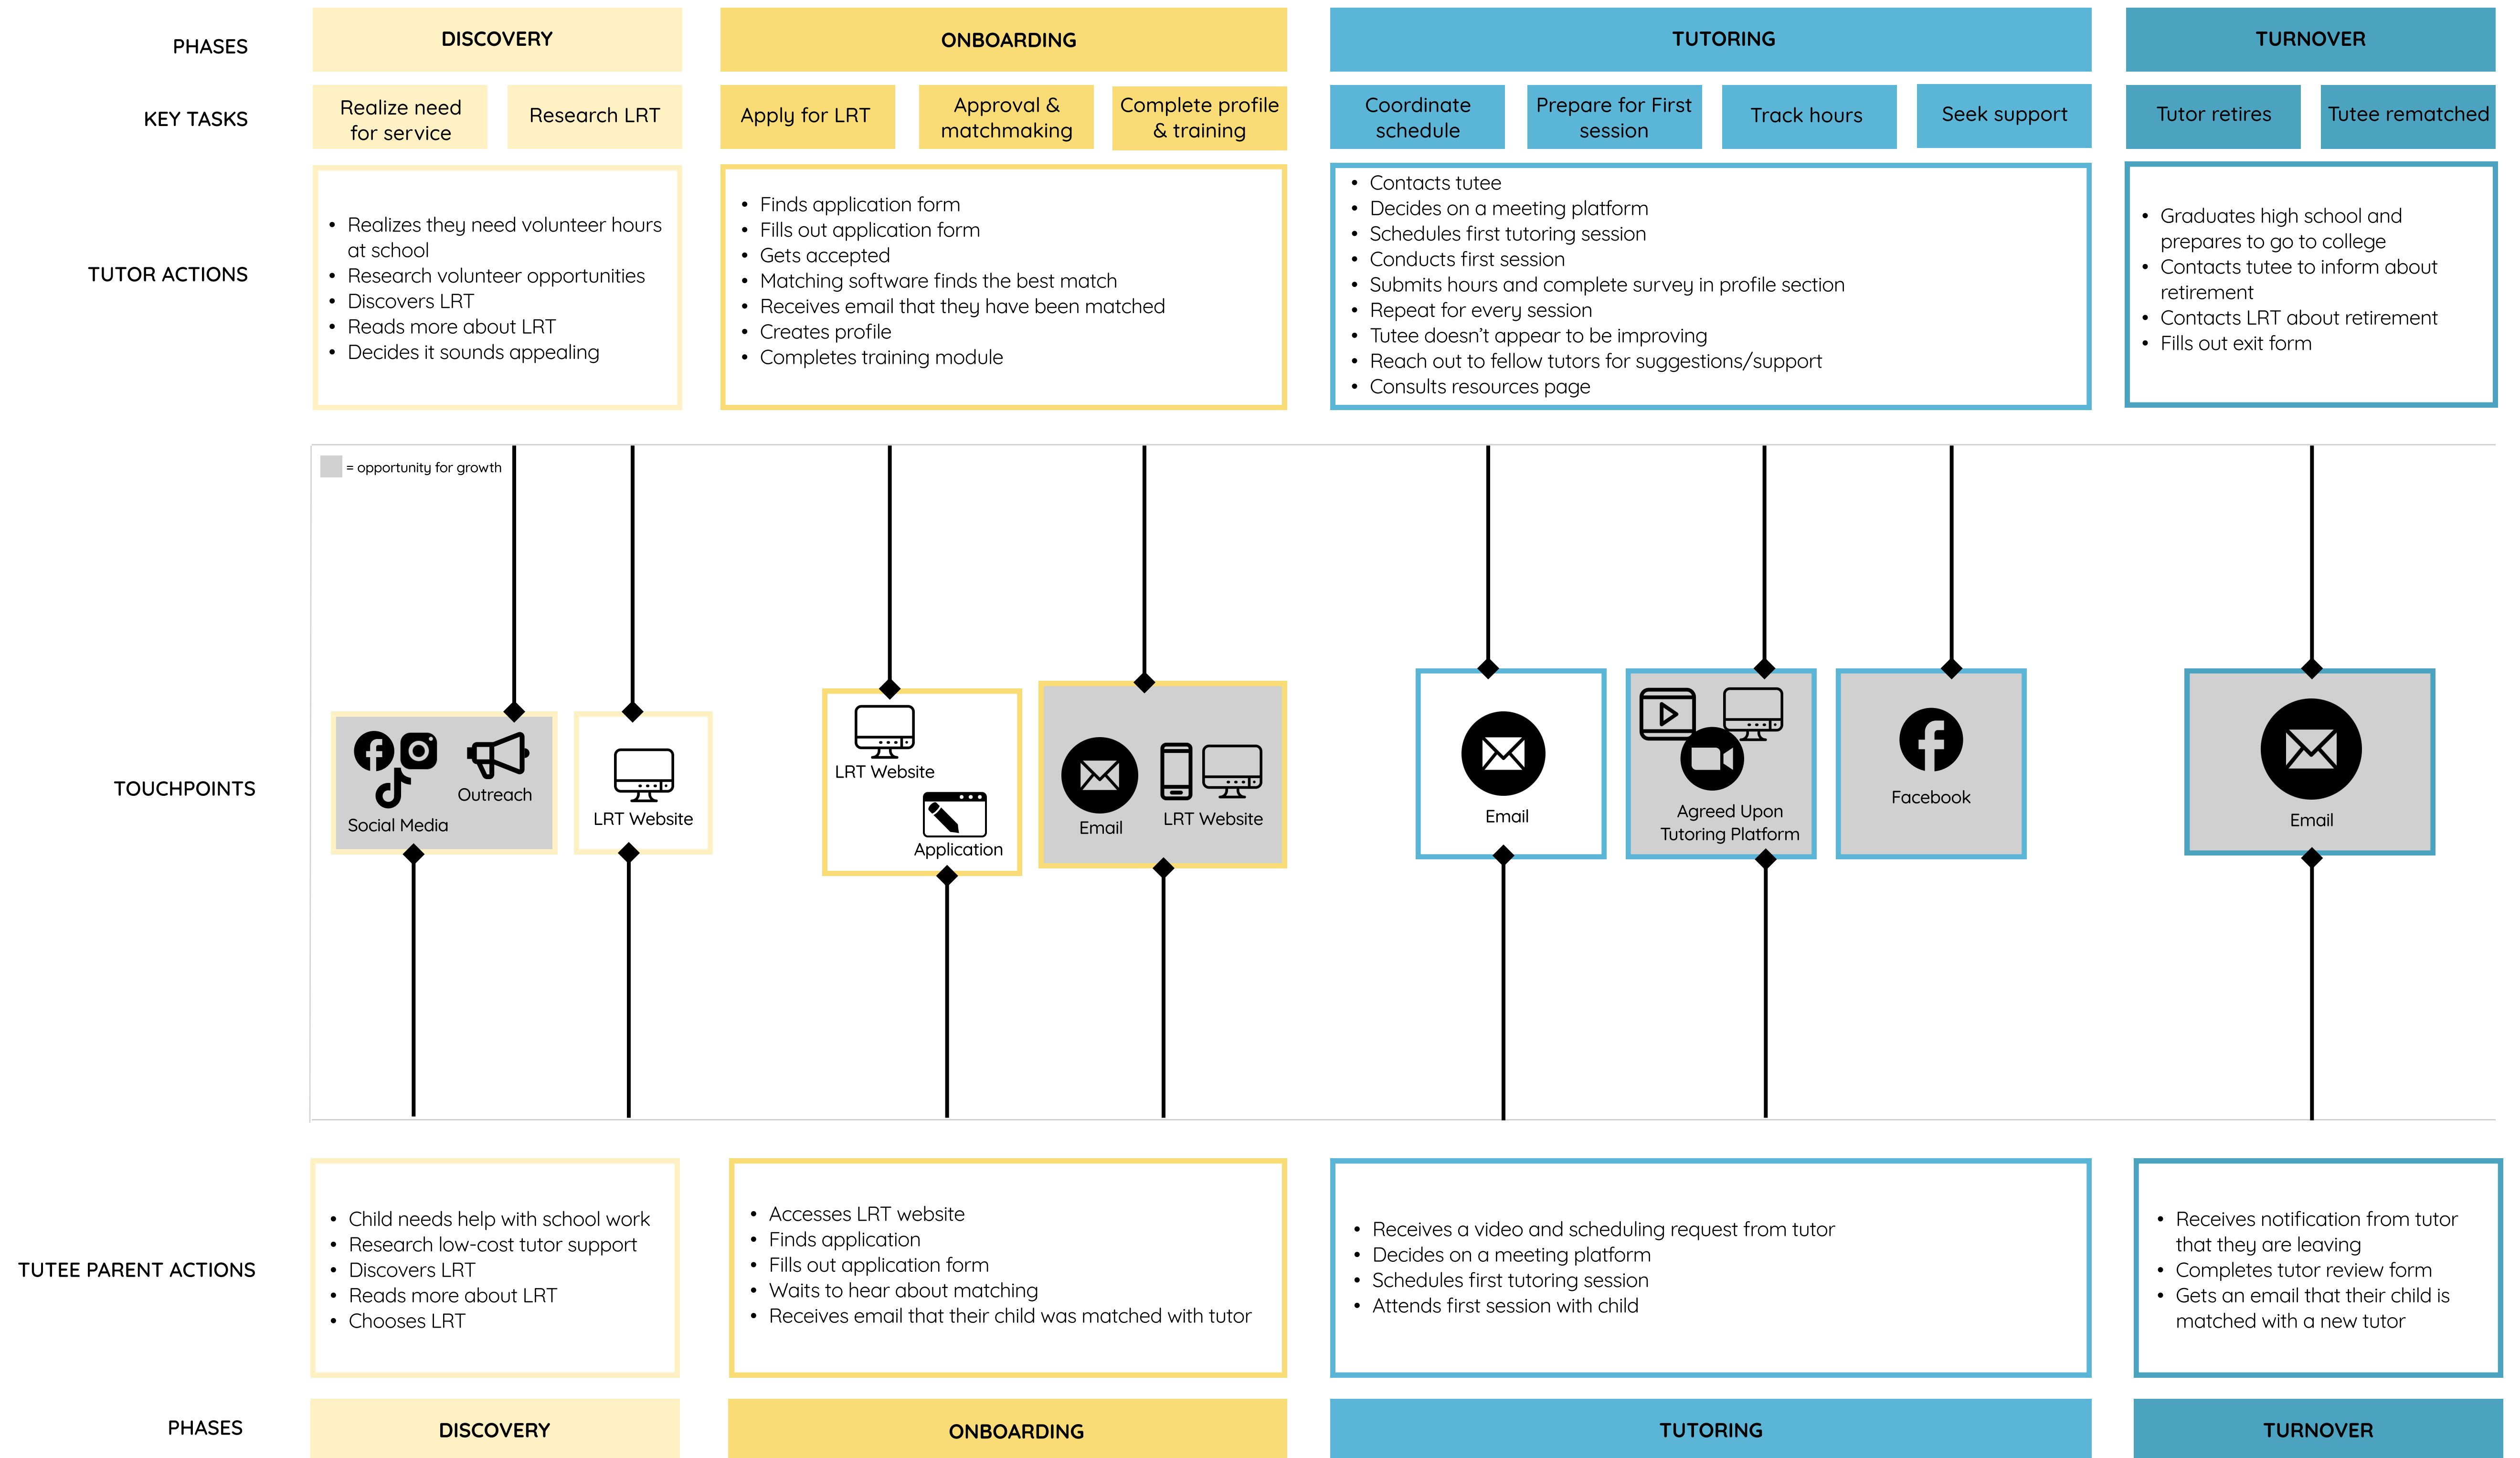 PHASES
DISCOVERY
ONBOARDING
TUTORING
TURNOVER
KEY TASKS
Realize need
for service
Research LRT
Apply for LRT
Approval &
matchmaking
Complete profile
& training
Coordinate
schedule
Prepare for First
session
Track hours
Seek support
Tutor retires
Tutee rematched
TUTOR ACTIONS
• Realizes they need volunteer hours
at school
• Research volunteer opportunities
• Discovers LRT
• Reads more about LRT
• Decides it sounds appealing
• Finds application form
• Fills out application form
• Gets accepted
• Matching software finds the best match
• Receives email that they have been matched
• Creates profile
• Completes training module
• Contacts tutee
• Decides on a meeting platform
• Schedules first tutoring session
• Conducts first session
• Submits hours and complete survey in profile section
• Repeat for every session
• Tutee doesn't appear to be improving
• Reach out to fellow tutors for suggestions/support
• Consults resources page
• Graduates high school and
prepares to go to college
• Contacts tutee to inform about
retirement
• Contacts LRT about retirement
• Fills out exit form
= opportunity for growth
TOUCHPOINTS
Social Media
Outreach
LRT Website
LRT Website
Application
Email
LRT Website
Email
Agreed Upon
Tutoring Platform
Facebook
Email
TUTEE PARENT ACTIONS
• Child needs help with school work
• Research low-cost tutor support
• Discovers LRT
• Reads more about LRT
• Chooses LRT
• Accesses LRT website
• Finds application
• Fills out application form
• Waits to hear about matching
• Receives email that their child was matched with tutor
• Receives a video and scheduling request from tutor
• Decides on a meeting platform
• Schedules first tutoring session
• Attends first session with child
• Receives notification from tutor
that they are leaving
• Completes tutor review form
• Gets an email that their child is
matched with a new tutor
PHASES
DISCOVERY
ONBOARDING
TUTORING
TURNOVER